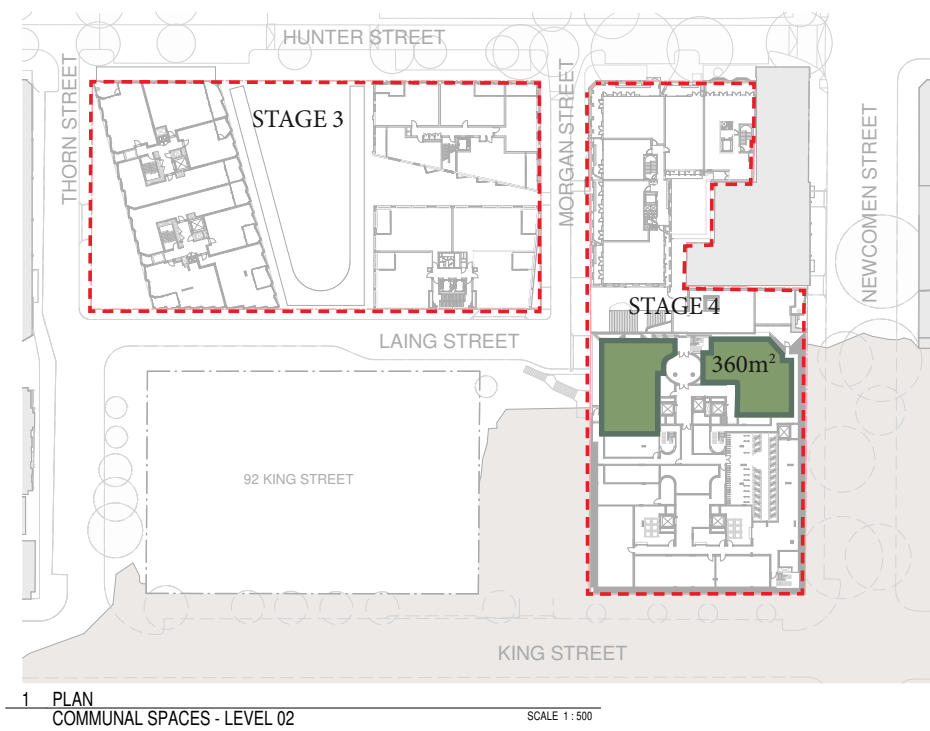 HUNTER STREET
THORN STREET
STAGE 3
MORGAN STREET
NEWCOMEN STREET
STAGE 4
LAING STREET
360m²
92 KING STREET
KING STREET
1 PLAN
COMMUNAL SPACES - LEVEL 02
SCALE 1 : 500